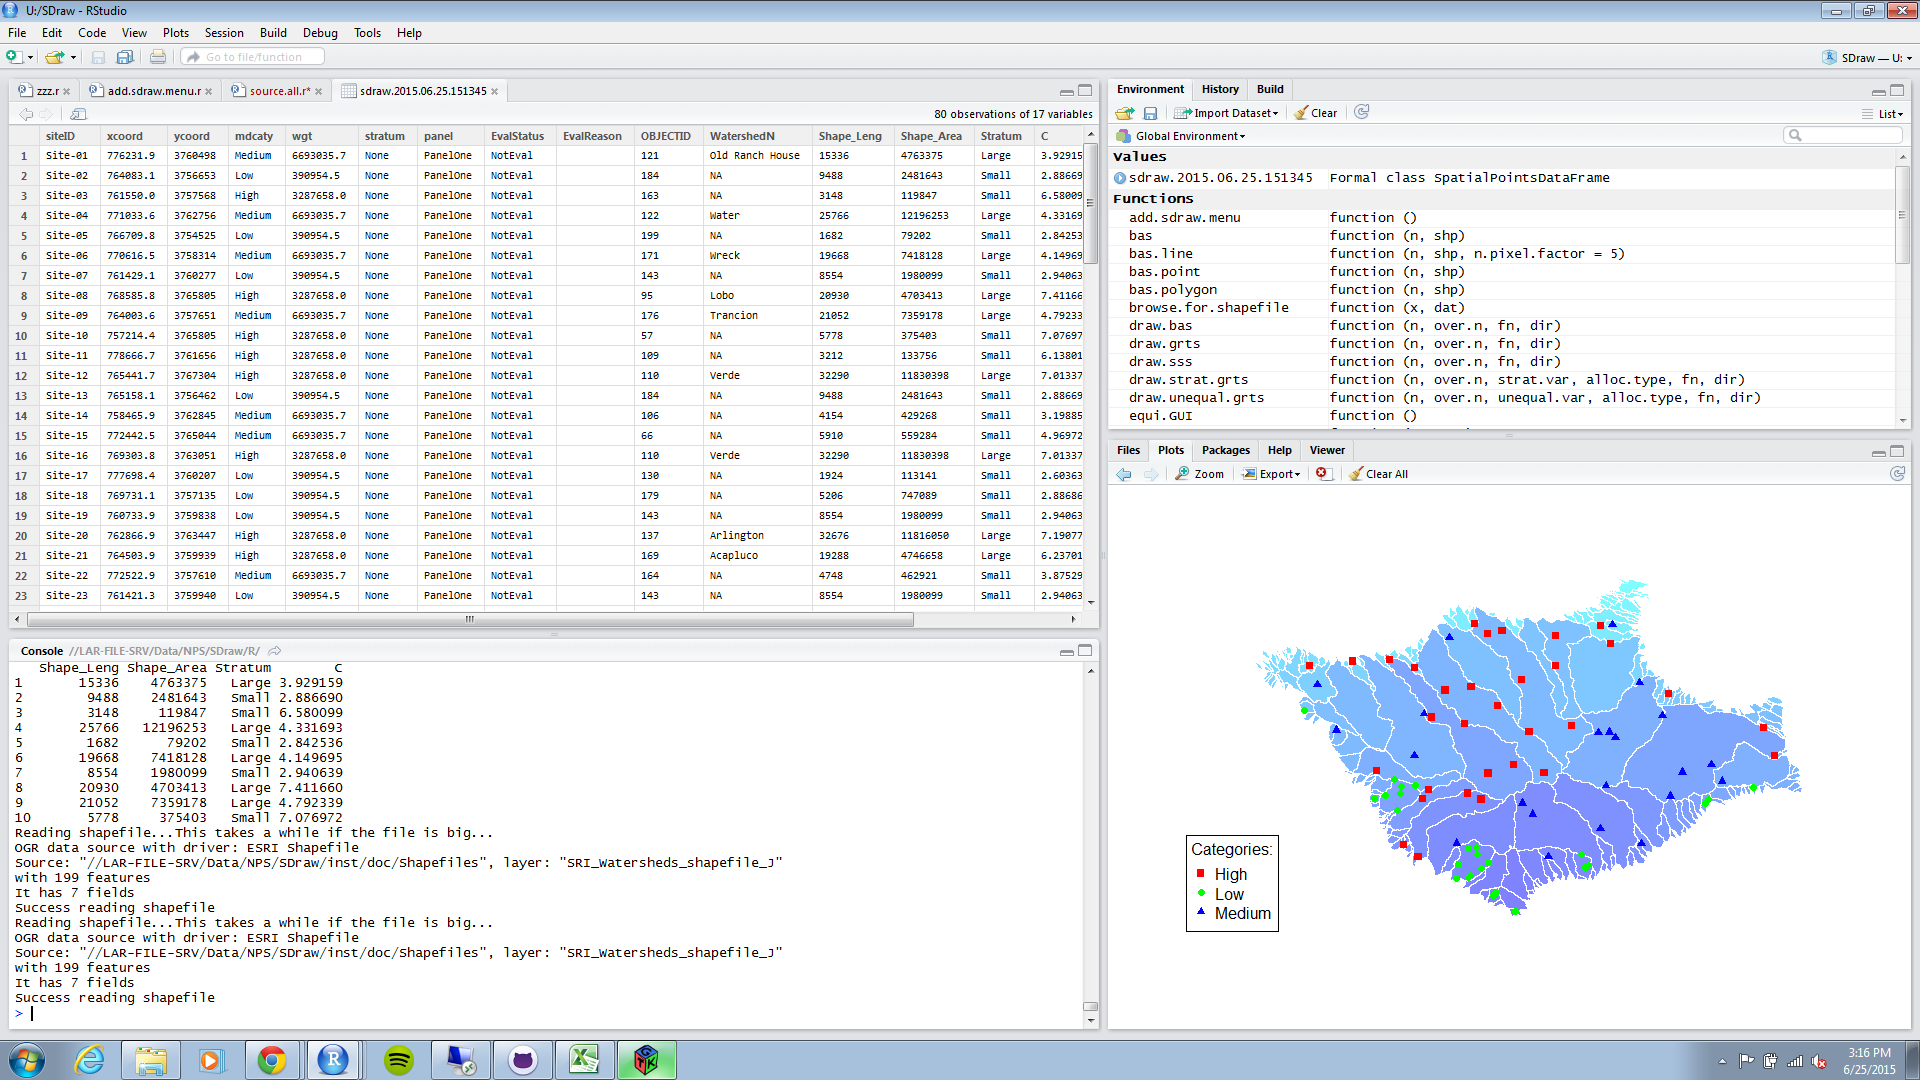 U:/SDraw - RStudio
File Edit Code View Plots Session Build Debug Tools Help
Go to file/function
SDraw — U:
zzz.r add.sdraw.menu.r source.all.r* sdraw.2015.06.25.151345
80 observations of 17 variables
siteID xcoord ycoord mdcaty wgt stratum panel EvalStatus EvalReason OBJECTID WatershedN Shape_Leng Shape_Area Stratum C
1 Site-01 776231.9 3760498 Medium 6693035.7 None PanelOne NotEval 121 Old Ranch House 15336 4763375 Large 3.92915
2 Site-02 764083.1 3756653 Low 390954.5 None PanelOne NotEval 184 NA 9488 2481643 Small 2.88669
3 Site-03 761550.0 3757568 High 3287658.0 None PanelOne NotEval 163 NA 3148 119847 Small 6.58009
4 Site-04 771033.6 3762756 Medium 6693035.7 None PanelOne NotEval 122 Water 25766 12196253 Large 4.33169
5 Site-05 766709.8 3754525 Low 390954.5 None PanelOne NotEval 199 NA 1682 79202 Small 2.84253
6 Site-06 770616.5 3758314 Medium 6693035.7 None PanelOne NotEval 171 Wreck 19668 7418128 Large 4.14969
7 Site-07 761429.1 3760277 Low 390954.5 None PanelOne NotEval 143 NA 8554 1980099 Small 2.94063
8 Site-08 768585.8 3765805 High 3287658.0 None PanelOne NotEval 95 Lobo 20930 4703413 Large 7.41166
9 Site-09 764003.6 3757651 Medium 6693035.7 None PanelOne NotEval 176 Trancion 21052 7359178 Large 4.79233
10 Site-10 757214.4 3765805 High 3287658.0 None PanelOne NotEval 57 NA 5778 375403 Small 7.07697
11 Site-11 778666.7 3761656 High 3287658.0 None PanelOne NotEval 109 NA 3212 133756 Small 6.13801
12 Site-12 765441.7 3767304 High 3287658.0 None PanelOne NotEval 110 Verde 32290 11830398 Large 7.01337
13 Site-13 765158.1 3756462 Low 390954.5 None PanelOne NotEval 184 NA 9488 2481643 Small 2.88669
14 Site-14 758465.9 3762845 Medium 6693035.7 None PanelOne NotEval 106 NA 4154 429268 Small 3.19885
15 Site-15 772442.5 3765044 Medium 6693035.7 None PanelOne NotEval 66 NA 5910 559284 Small 4.96972
16 Site-16 769303.8 3763051 High 3287658.0 None PanelOne NotEval 110 Verde 32290 11830398 Large 7.01337
17 Site-17 777698.4 3760207 Low 390954.5 None PanelOne NotEval 130 NA 1924 113141 Small 2.60363
18 Site-18 769731.1 3757135 Low 390954.5 None PanelOne NotEval 179 NA 5206 747089 Small 2.88686
19 Site-19 760733.9 3759838 Low 390954.5 None PanelOne NotEval 143 NA 8554 1980099 Small 2.94063
20 Site-20 762866.9 3763447 High 3287658.0 None PanelOne NotEval 137 Arlington 32676 11816050 Large 7.19077
21 Site-21 764503.9 3759939 High 3287658.0 None PanelOne NotEval 169 Acapluco 19288 4746658 Large 6.23701
22 Site-22 772522.9 3757610 Medium 6693035.7 None PanelOne NotEval 164 NA 4748 462921 Small 3.87529
23 Site-23 761421.3 3759940 Low 390954.5 None PanelOne NotEval 143 NA 8554 1980099 Small 2.94063
Console //LAR-FILE-SRV/Data/NPS/SDraw/R/
Shape_Leng Shape_Area Stratum C
1 15336 4763375 Large 3.929159
2 9488 2481643 Small 2.886690
3 3148 119847 Small 6.580099
4 25766 12196253 Large 4.331693
5 1682 79202 Small 2.842536
6 19668 7418128 Large 4.149695
7 8554 1980099 Small 2.940639
8 20930 4703413 Large 7.411660
9 21052 7359178 Large 4.792339
10 5778 375403 Small 7.076972
Reading shapefile...This takes a while if the file is big...
OGR data source with driver: ESRI Shapefile
Source: "//LAR-FILE-SRV/Data/NPS/SDraw/inst/doc/Shapefiles", layer: "SRI_Watersheds_shapefile_J"
with 199 features
It has 7 fields
Success reading shapefile
Reading shapefile...This takes a while if the file is big...
OGR data source with driver: ESRI Shapefile
Source: "//LAR-FILE-SRV/Data/NPS/SDraw/inst/doc/Shapefiles", layer: "SRI_Watersheds_shapefile_J"
with 199 features
It has 7 fields
Success reading shapefile
>
Environment History Build
Import Dataset Clear List
Global Environment
Values
sdraw.2015.06.25.151345 Formal class SpatialPointsDataFrame
Functions
add.sdraw.menu function ()
bas function (n, shp)
bas.line function (n, shp, n.pixel.factor = 5)
bas.point function (n, shp)
bas.polygon function (n, shp)
browse.for.shapefile function (x, dat)
draw.bas function (n, over.n, fn, dir)
draw.grts function (n, over.n, fn, dir)
draw.sss function (n, over.n, fn, dir)
draw.strat.grts function (n, over.n, strat.var, alloc.type, fn, dir)
draw.unequal.grts function (n, over.n, unequal.var, alloc.type, fn, dir)
equi.GUI function ()
Files Plots Packages Help Viewer
Zoom Export Clear All
Categories:
High
Low
Medium
3:16 PM
6/25/2015